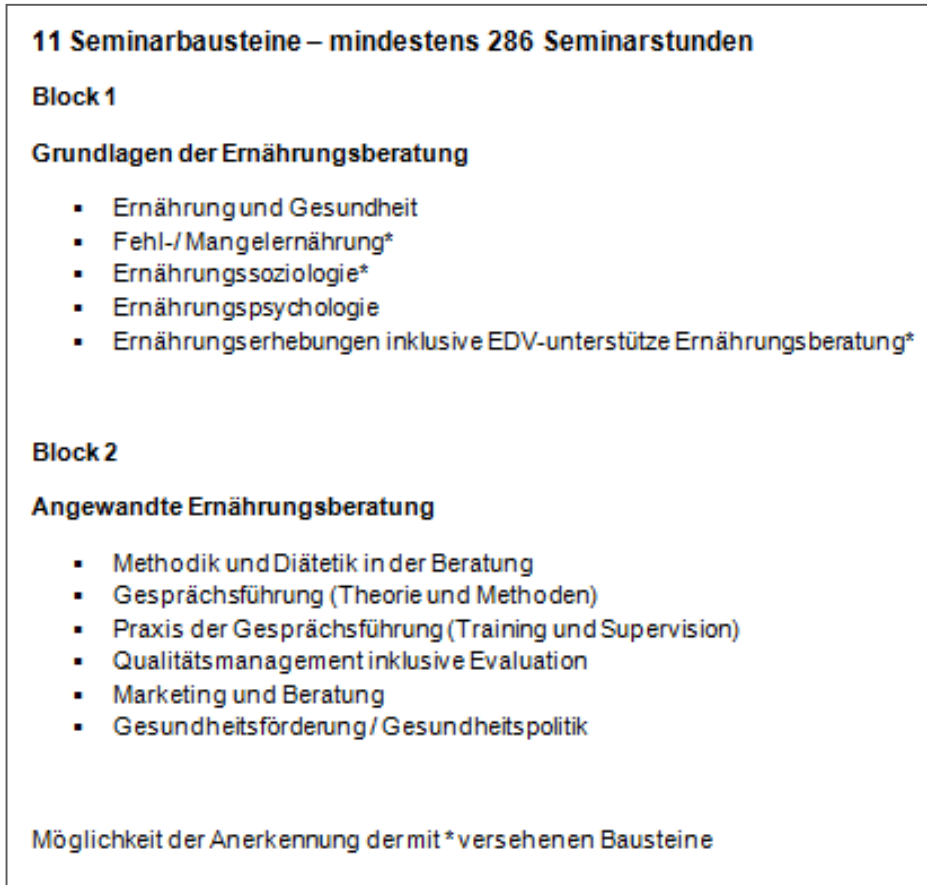 11 Seminarbausteine – mindestens 286 Seminarstunden
Block 1
Grundlagen der Ernährungsberatung
▪ Ernährung und Gesundheit
▪ Fehl-/ Mangelernährung*
▪ Ernährungssoziologie*
▪ Ernährungspsychologie
▪ Ernährungserhebungen inklusive EDV-unterstütze Ernährungsberatung*
Block 2
Angewandte Ernährungsberatung
▪ Methodik und Diätetik in der Beratung
▪ Gesprächsführung (Theorie und Methoden)
▪ Praxis der Gesprächsführung (Training und Supervision)
▪ Qualitätsmanagement inklusive Evaluation
▪ Marketing und Beratung
▪ Gesundheitsförderung / Gesundheitspolitik
Möglichkeit der Anerkennung der mit * versehenen Bausteine